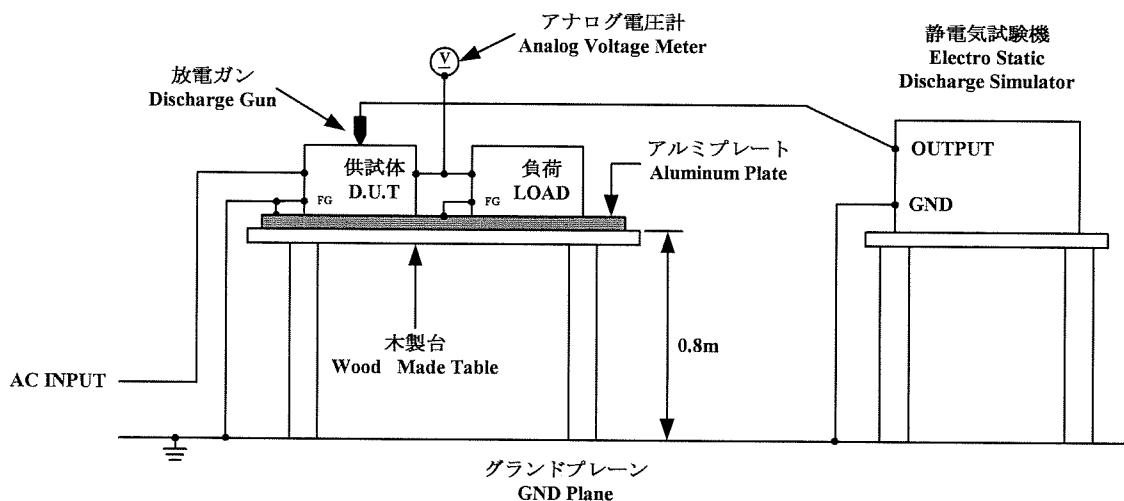 アナログ電圧計
Analog Voltage Meter
静電気試験機
Electro Static
Discharge Simulator
放電ガン
Discharge Gun
V
供試体
D.U.T
FG
負荷
LOAD
FG
アルミプレート
Aluminum Plate
OUTPUT
GND
木製台
Wood Made Table
0.8m
AC INPUT
グランドプレーン
GND Plane